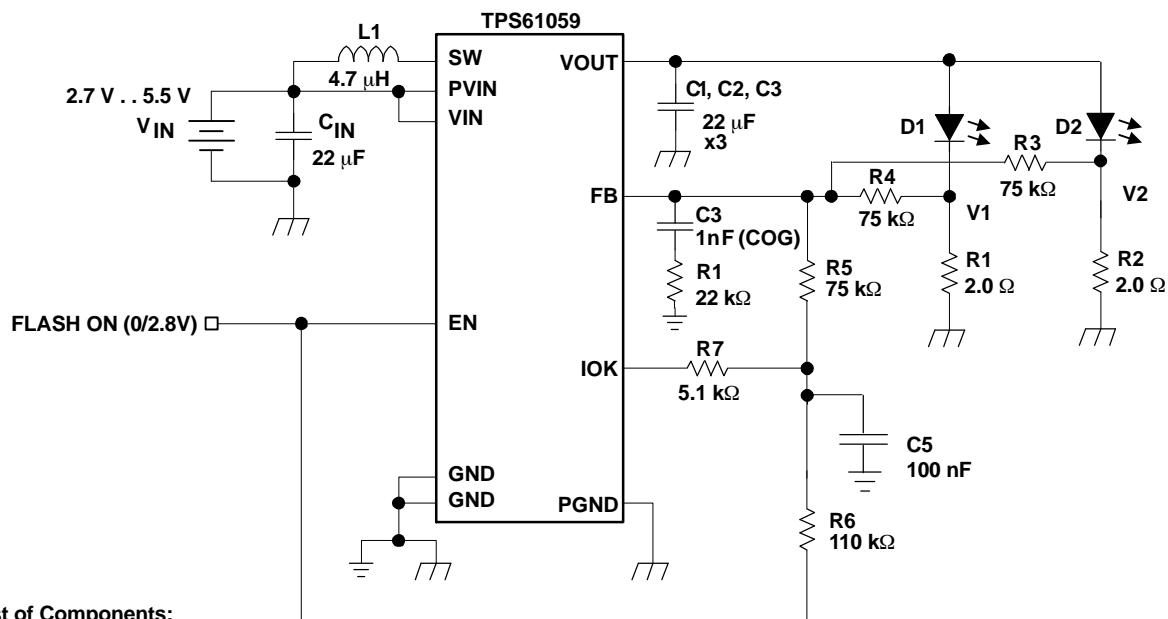 TPS61059
L1
4.7 μH
SW
PVIN
VIN
2.7 V . . 5.5 V
VIN
CIN
22 μF
VOUT
C1, C2, C3
22 μF
x3
D1
D2
R3
75 kΩ
FB
R4
75 kΩ
V1
V2
C3
1nF (COG)
R1
22 kΩ
R5
75 kΩ
R1
2.0 Ω
R2
2.0 Ω
FLASH ON (0/2.8V)
EN
IOK
R7
5.1 kΩ
C5
100 nF
GND
GND
PGND
R6
110 kΩ
st of Components: